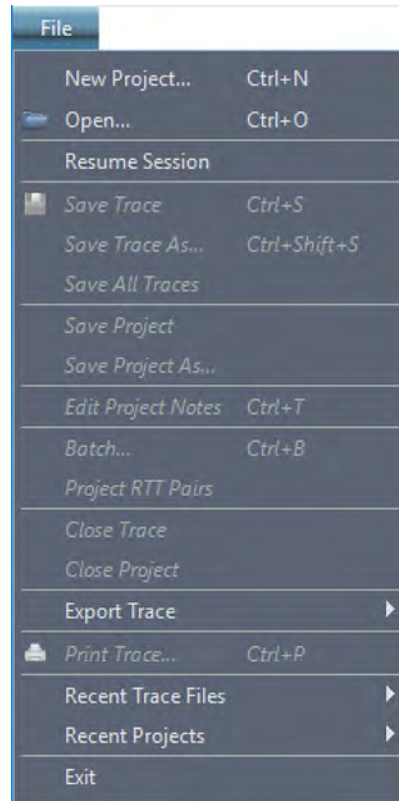 File
New Project... Ctrl+N
Open... Ctrl+O
Resume Session
Save Trace Ctrl+S
Save Trace As... Ctrl+Shift+S
Save All Traces
Save Project
Save Project As...
Edit Project Notes Ctrl+T
Batch... Ctrl+B
Project RTT Pairs
Close Trace
Close Project
Export Trace
Print Trace... Ctrl+P
Recent Trace Files
Recent Projects
Exit